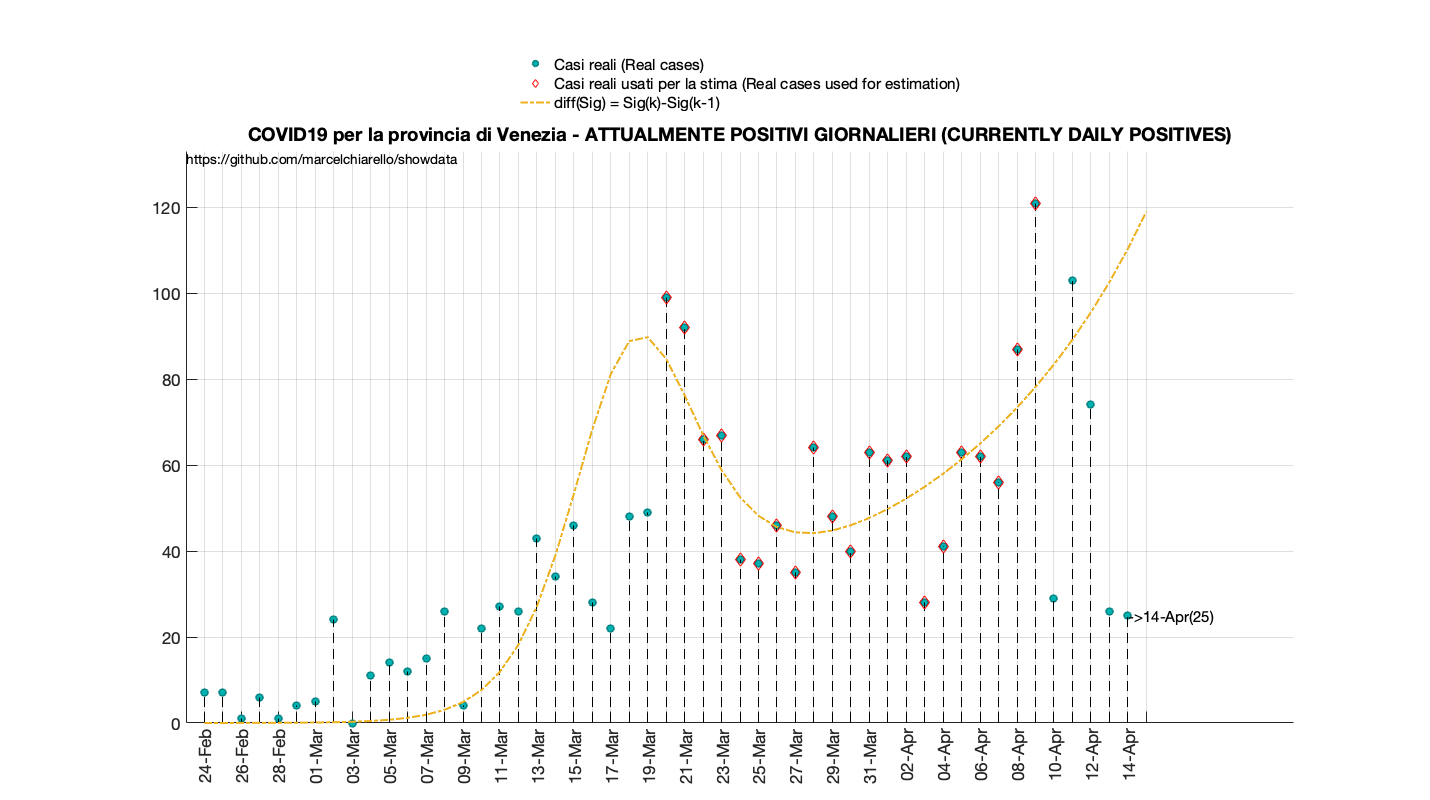 Casi reali (Real cases)
Casi reali usati per la stima (Real cases used for estimation)
diff(Sig) = Sig(k)-Sig(k-1)
COVID19 per la provincia di Venezia - ATTUALMENTE POSITIVI GIORNALIERI (CURRENTLY DAILY POSITIVES)
https://github.com/marcelchiarello/showdata
120
100
80
60
40
20
0
->14-Apr(25)
24-Feb
26-Feb
28-Feb
01-Mar
03-Mar
05-Mar
07-Mar
09-Mar
11-Mar
13-Mar
15-Mar
17-Mar
19-Mar
21-Mar
23-Mar
25-Mar
27-Mar
29-Mar
31-Mar
02-Apr
04-Apr
06-Apr
08-Apr
10-Apr
12-Apr
14-Apr